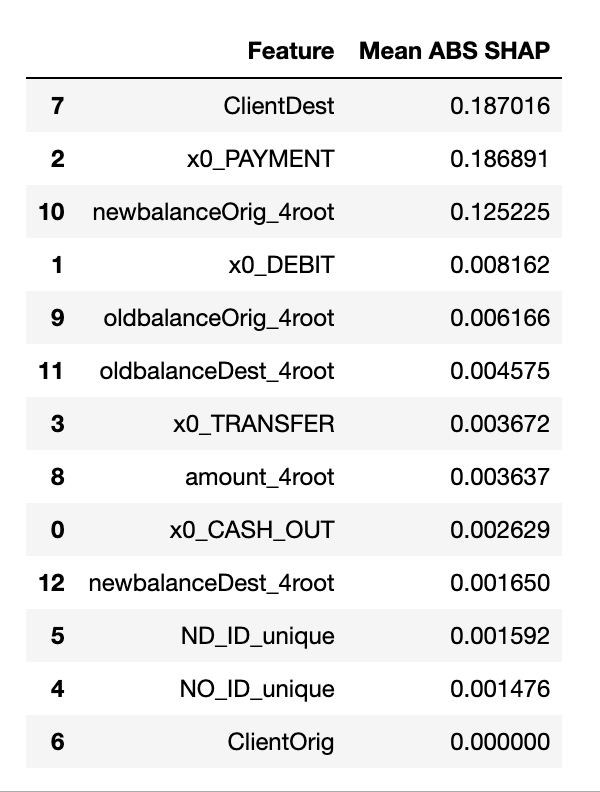 Feature Mean ABS SHAP
7 ClientDest 0.187016
2 x0_PAYMENT 0.186891
10 newbalanceOrig_4root 0.125225
1 x0_DEBIT 0.008162
9 oldbalanceOrig_4root 0.006166
11 oldbalanceDest_4root 0.004575
3 x0_TRANSFER 0.003672
8 amount_4root 0.003637
0 x0_CASH_OUT 0.002629
12 newbalanceDest_4root 0.001650
5 ND_ID_unique 0.001592
4 NO_ID_unique 0.001476
6 ClientOrig 0.000000